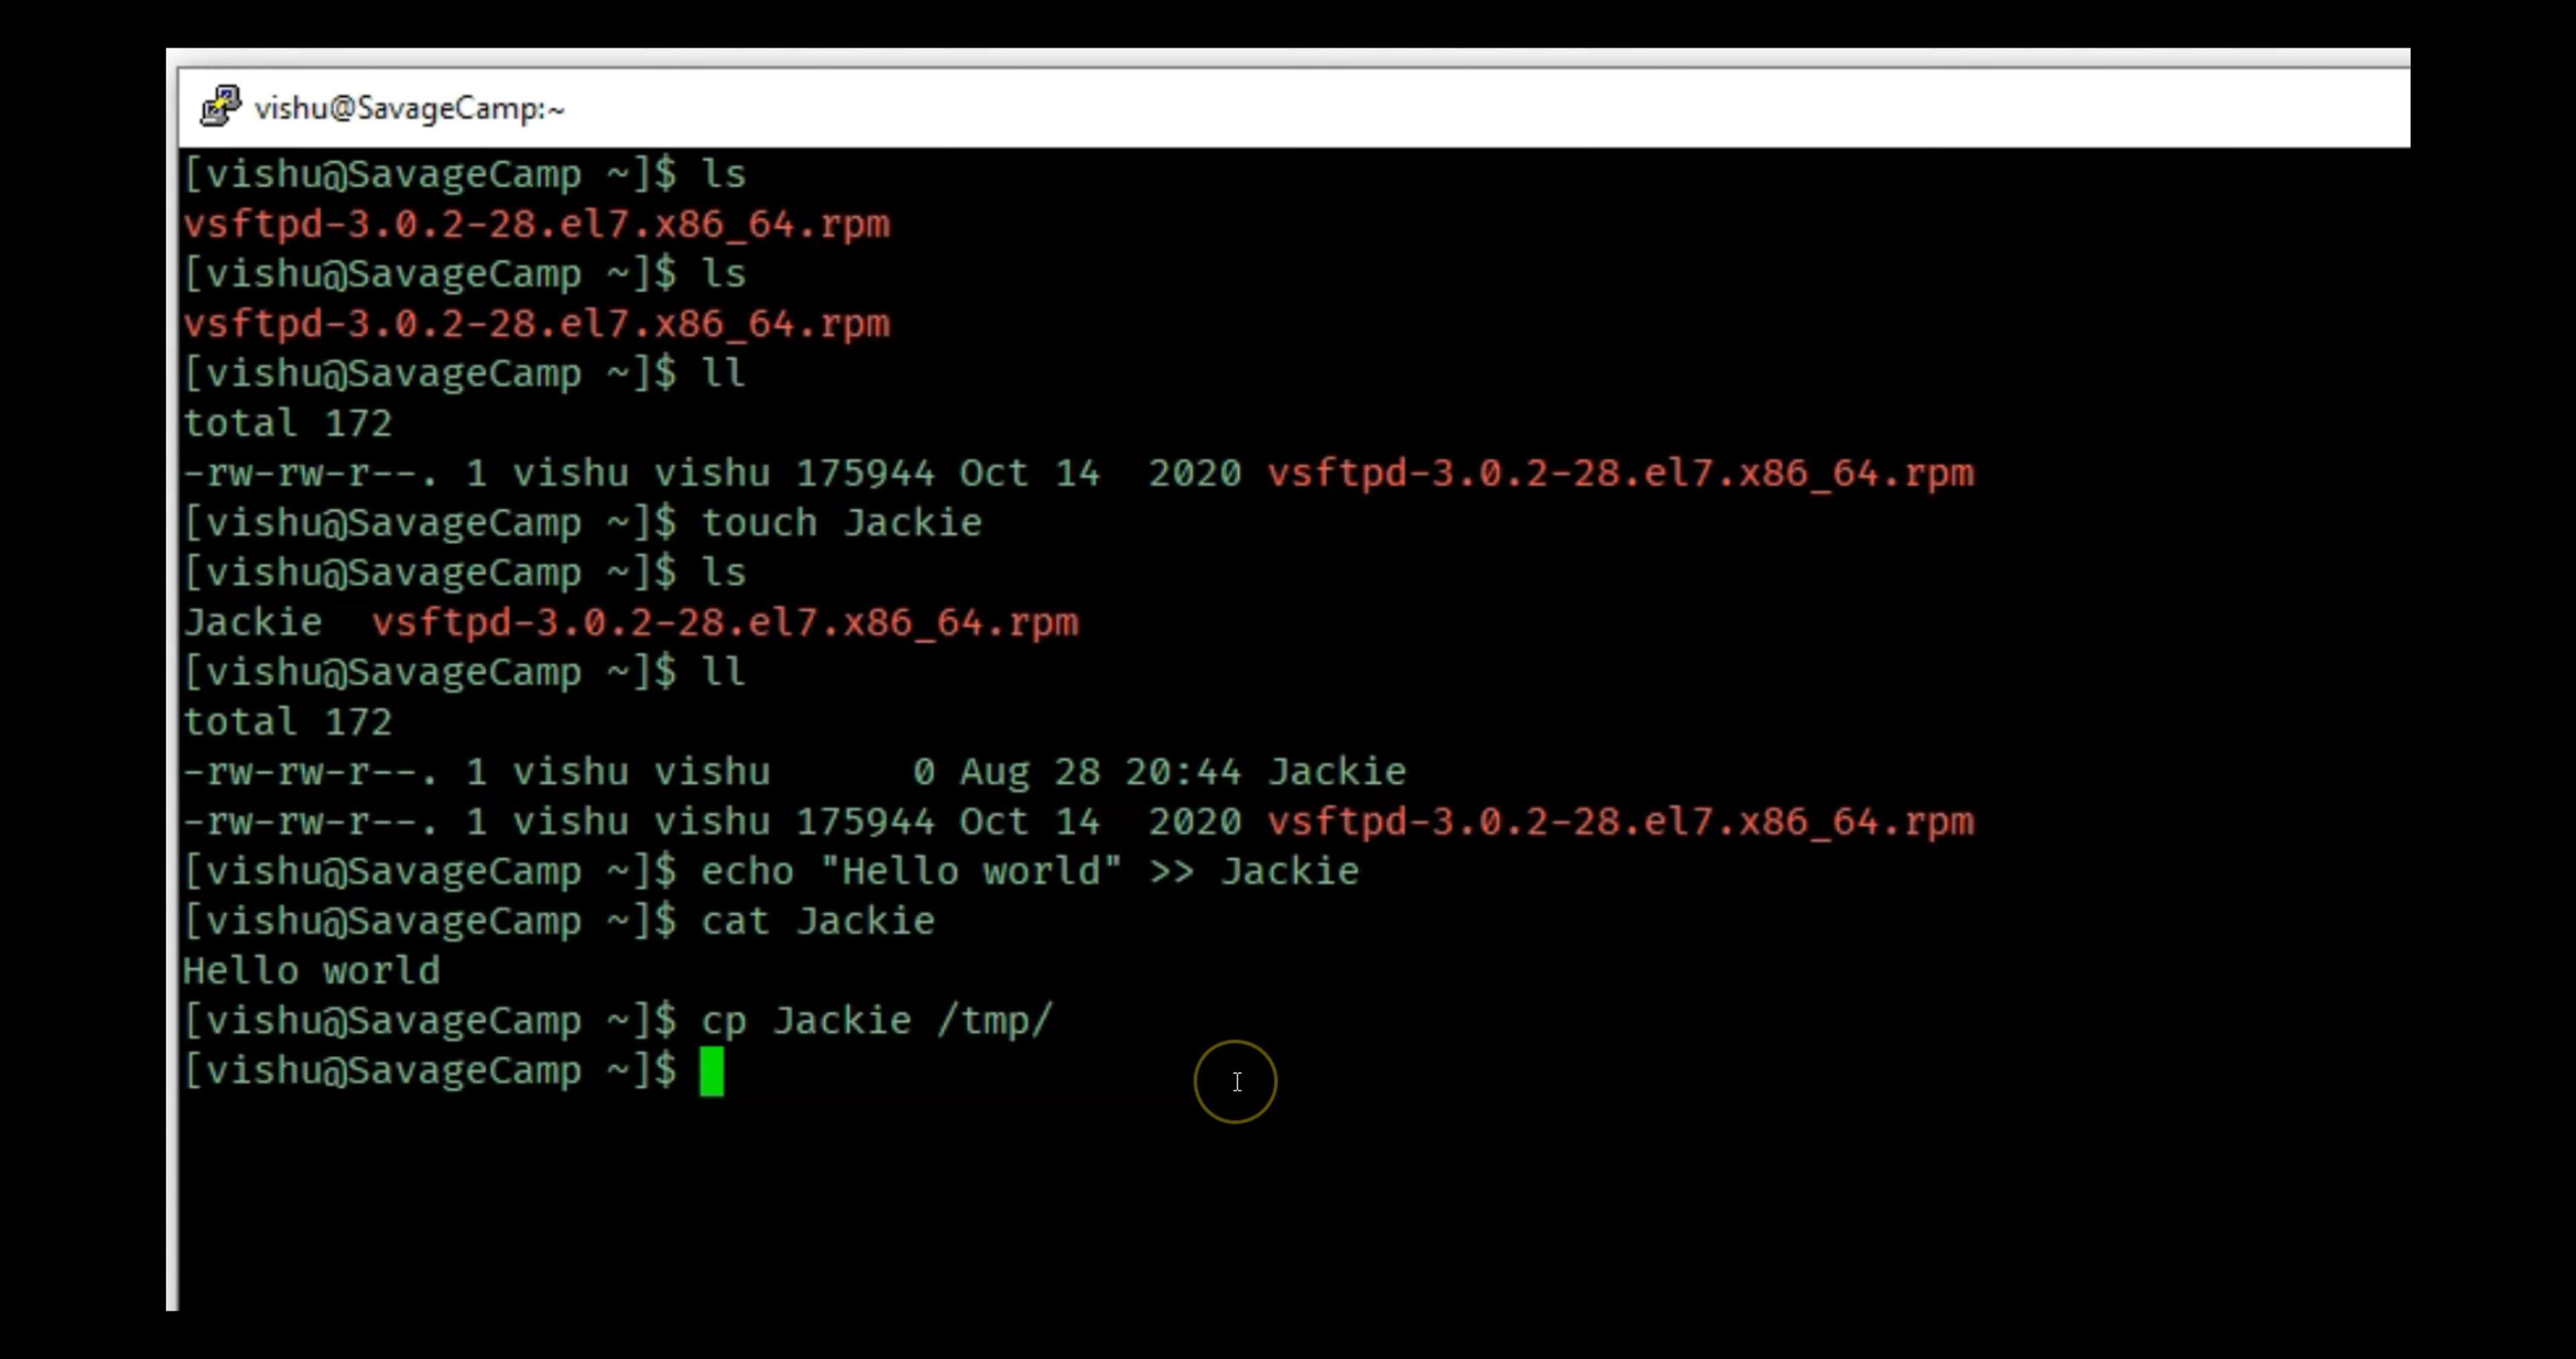 vishu@SavageCamp:~
[vishu@SavageCamp ~]$ ls
vsftpd-3.0.2-28.el7.x86_64.rpm
[vishu@SavageCamp ~]$ ls
vsftpd-3.0.2-28.el7.x86_64.rpm
[vishu@SavageCamp ~]$ ll
total 172
-rw-rw-r--. 1 vishu vishu 175944 Oct 14  2020 vsftpd-3.0.2-28.el7.x86_64.rpm
[vishu@SavageCamp ~]$ touch Jackie
[vishu@SavageCamp ~]$ ls
Jackie  vsftpd-3.0.2-28.el7.x86_64.rpm
[vishu@SavageCamp ~]$ ll
total 172
-rw-rw-r--. 1 vishu vishu      0 Aug 28 20:44 Jackie
-rw-rw-r--. 1 vishu vishu 175944 Oct 14  2020 vsftpd-3.0.2-28.el7.x86_64.rpm
[vishu@SavageCamp ~]$ echo "Hello world" >> Jackie
[vishu@SavageCamp ~]$ cat Jackie
Hello world
[vishu@SavageCamp ~]$ cp Jackie /tmp/
[vishu@SavageCamp ~]$